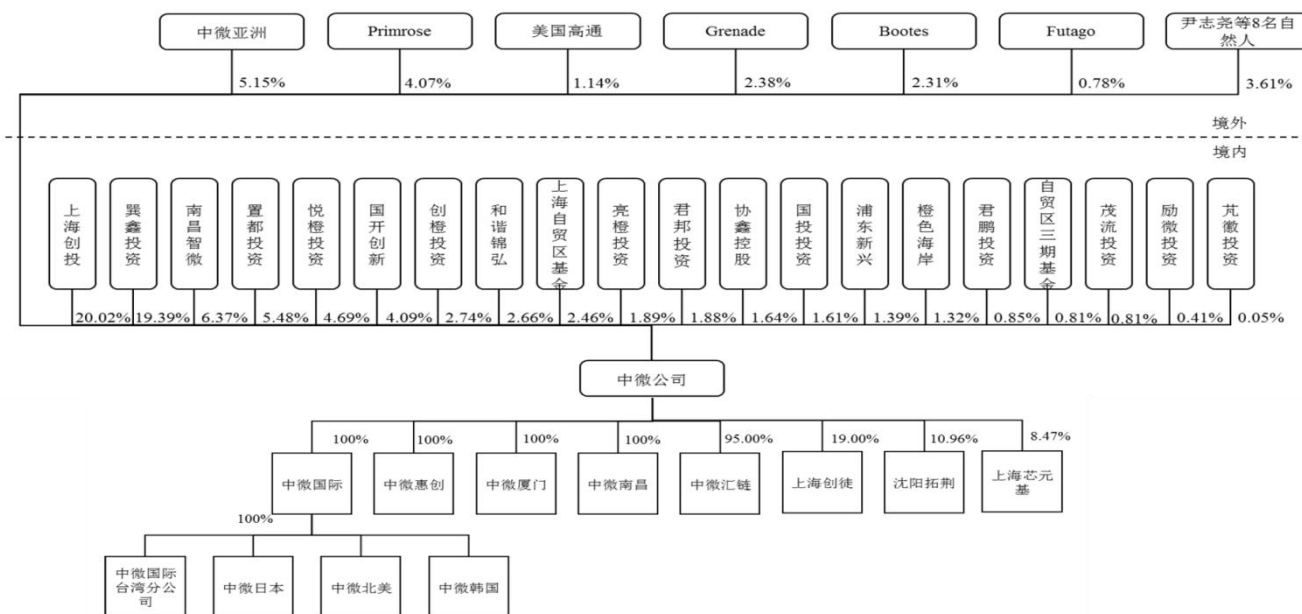 中微亚洲
Primrose
美国高通
Grenade
Bootes
Futago
尹志尧等8名自
然人
5.15%
4.07%
1.14%
2.38%
2.31%
0.78%
3.61%
境外
境内
上海创投
巽鑫投资
南昌智微
置都投资
悦橙投资
国开创新
创橙投资
和谐锦弘
上海自贸区基金
亮橙投资
君邦投资
协鑫控股
国投投资
浦东新兴
橙色海岸
君鹏投资
自贸区三期基金
茂流投资
励微投资
芃徽投资
20.02%
19.39%
6.37%
5.48%
4.69%
4.09%
2.74%
2.66%
2.46%
1.89%
1.88%
1.64%
1.61%
1.39%
1.32%
0.85%
0.81%
0.81%
0.41%
0.05%
中微公司
100%
100%
100%
100%
95.00%
19.00%
10.96%
8.47%
中微国际
中微惠创
中微厦门
中微南昌
中微汇链
上海创徒
沈阳拓荆
上海芯元
基
100%
中微国际
台湾分公
司
中微日本
中微北美
中微韩国